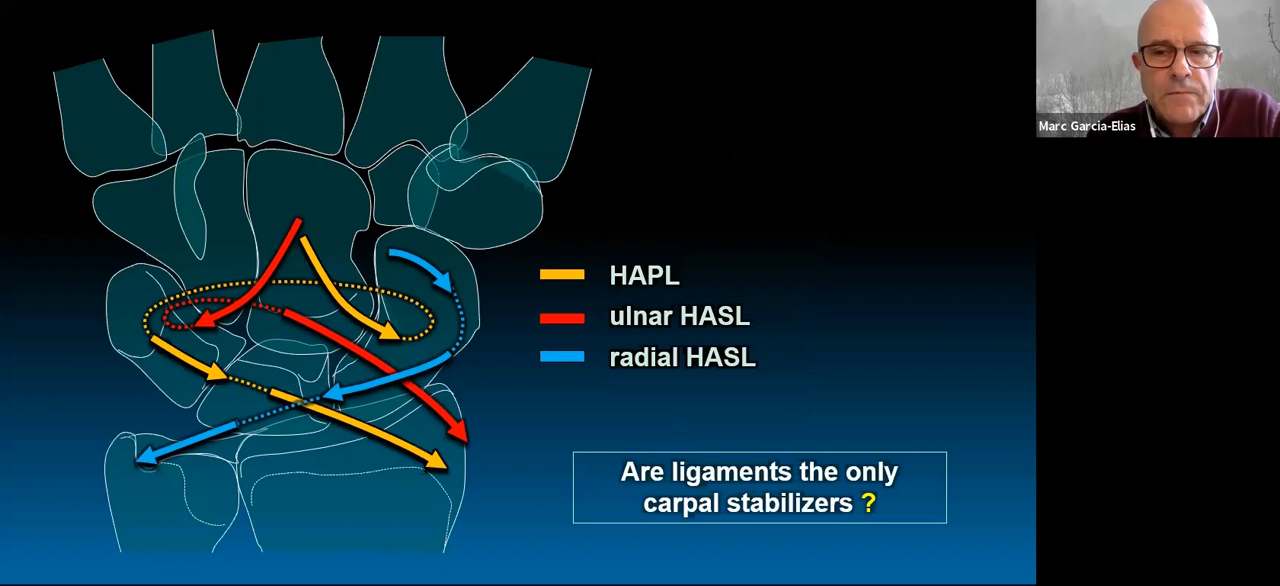 Marc Garcia-Elias
HAPL
ulnar HASL
radial HASL
Are ligaments the only
carpal stabilizers ?